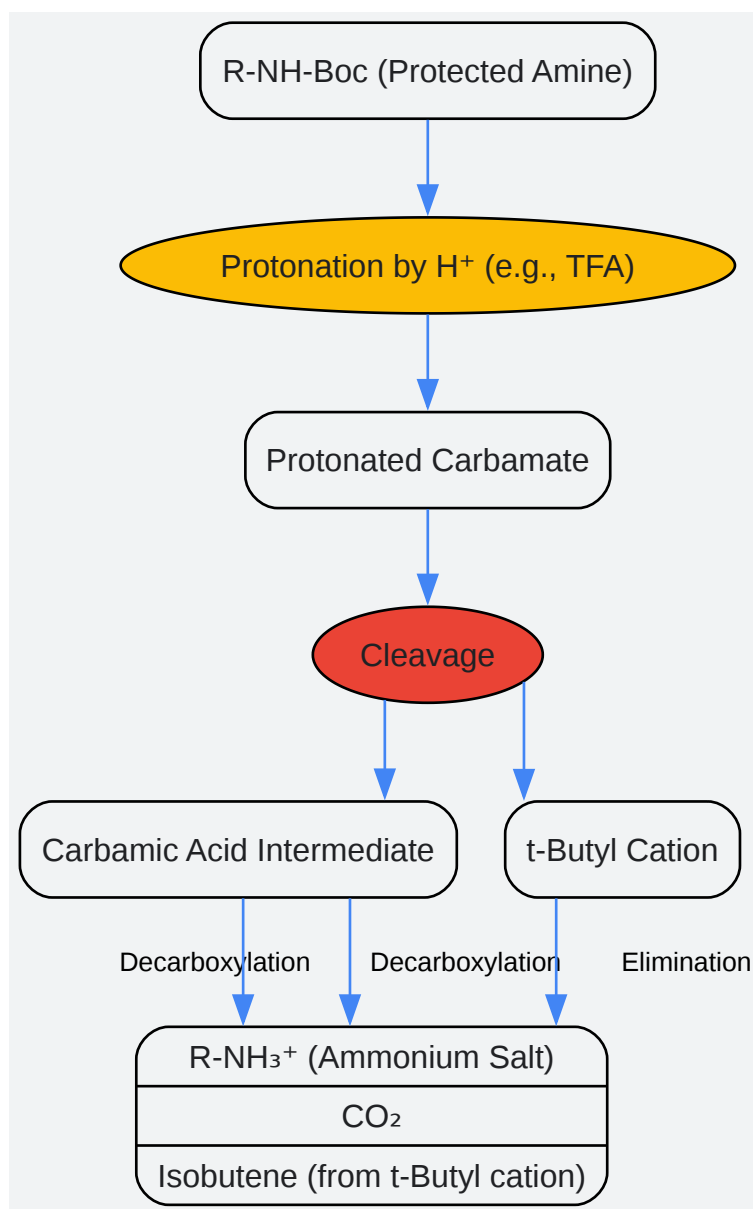 R-NH-Boc (Protected Amine)
Protonation by H⁺ (e.g., TFA)
Protonated Carbamate
Cleavage
Carbamic Acid Intermediate
t-Butyl Cation
Decarboxylation
Decarboxylation
Elimination
R-NH₃⁺ (Ammonium Salt)
CO₂
Isobutene (from t-Butyl cation)